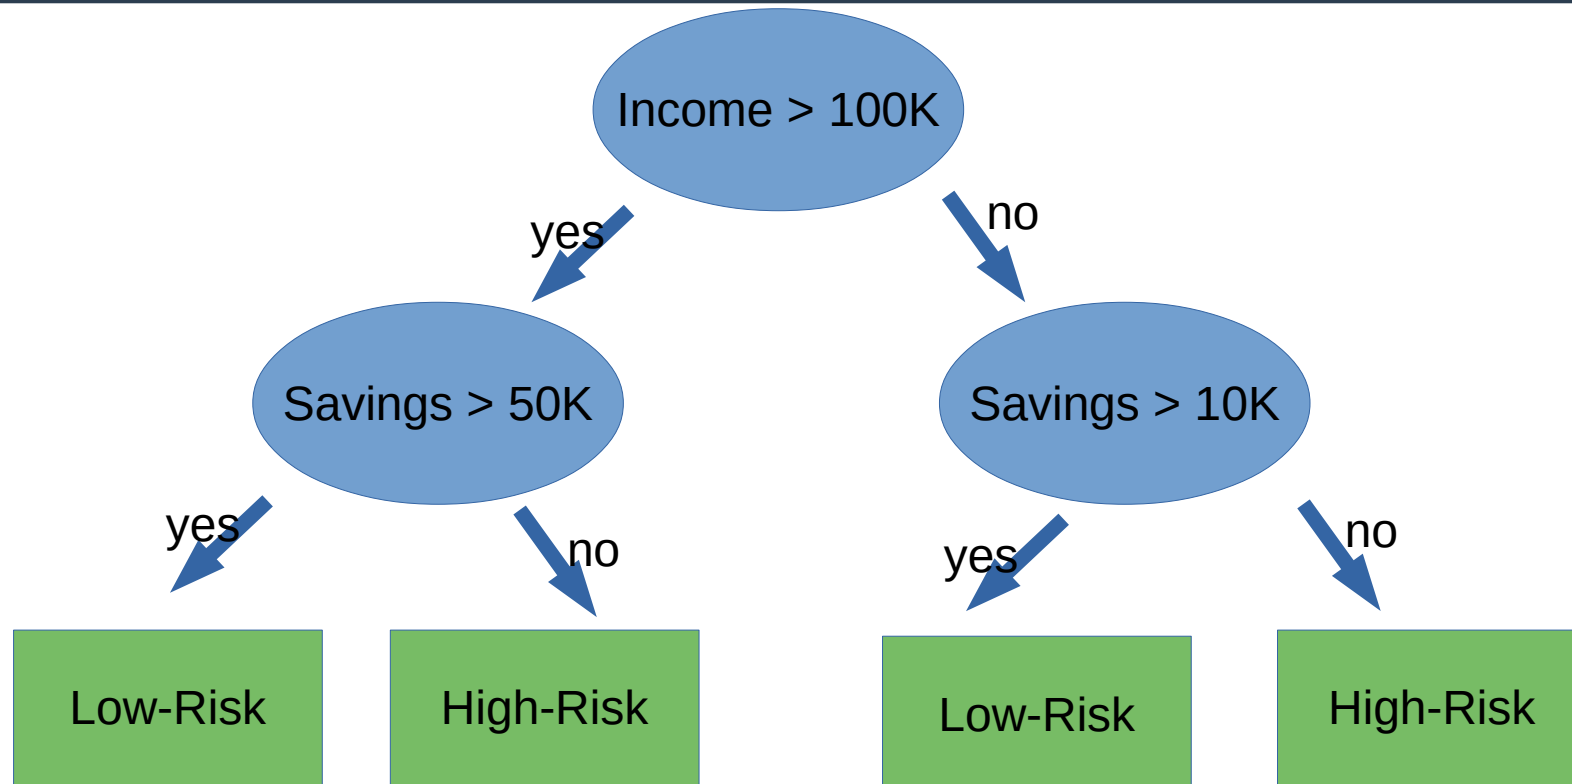 Income > 100K
yes
no
Savings > 50K
Savings > 10K
yes
no
yes
no
Low-Risk
High-Risk
Low-Risk
High-Risk